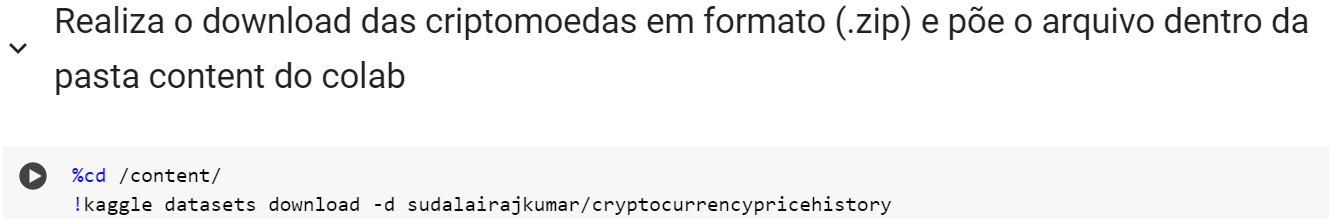 Realiza o download das criptomoedas em formato (.zip) e põe o arquivo dentro da
pasta content do colab
%cd /content/
!kaggle datasets download -d sudalairajkumar/cryptocurrencypricehistory